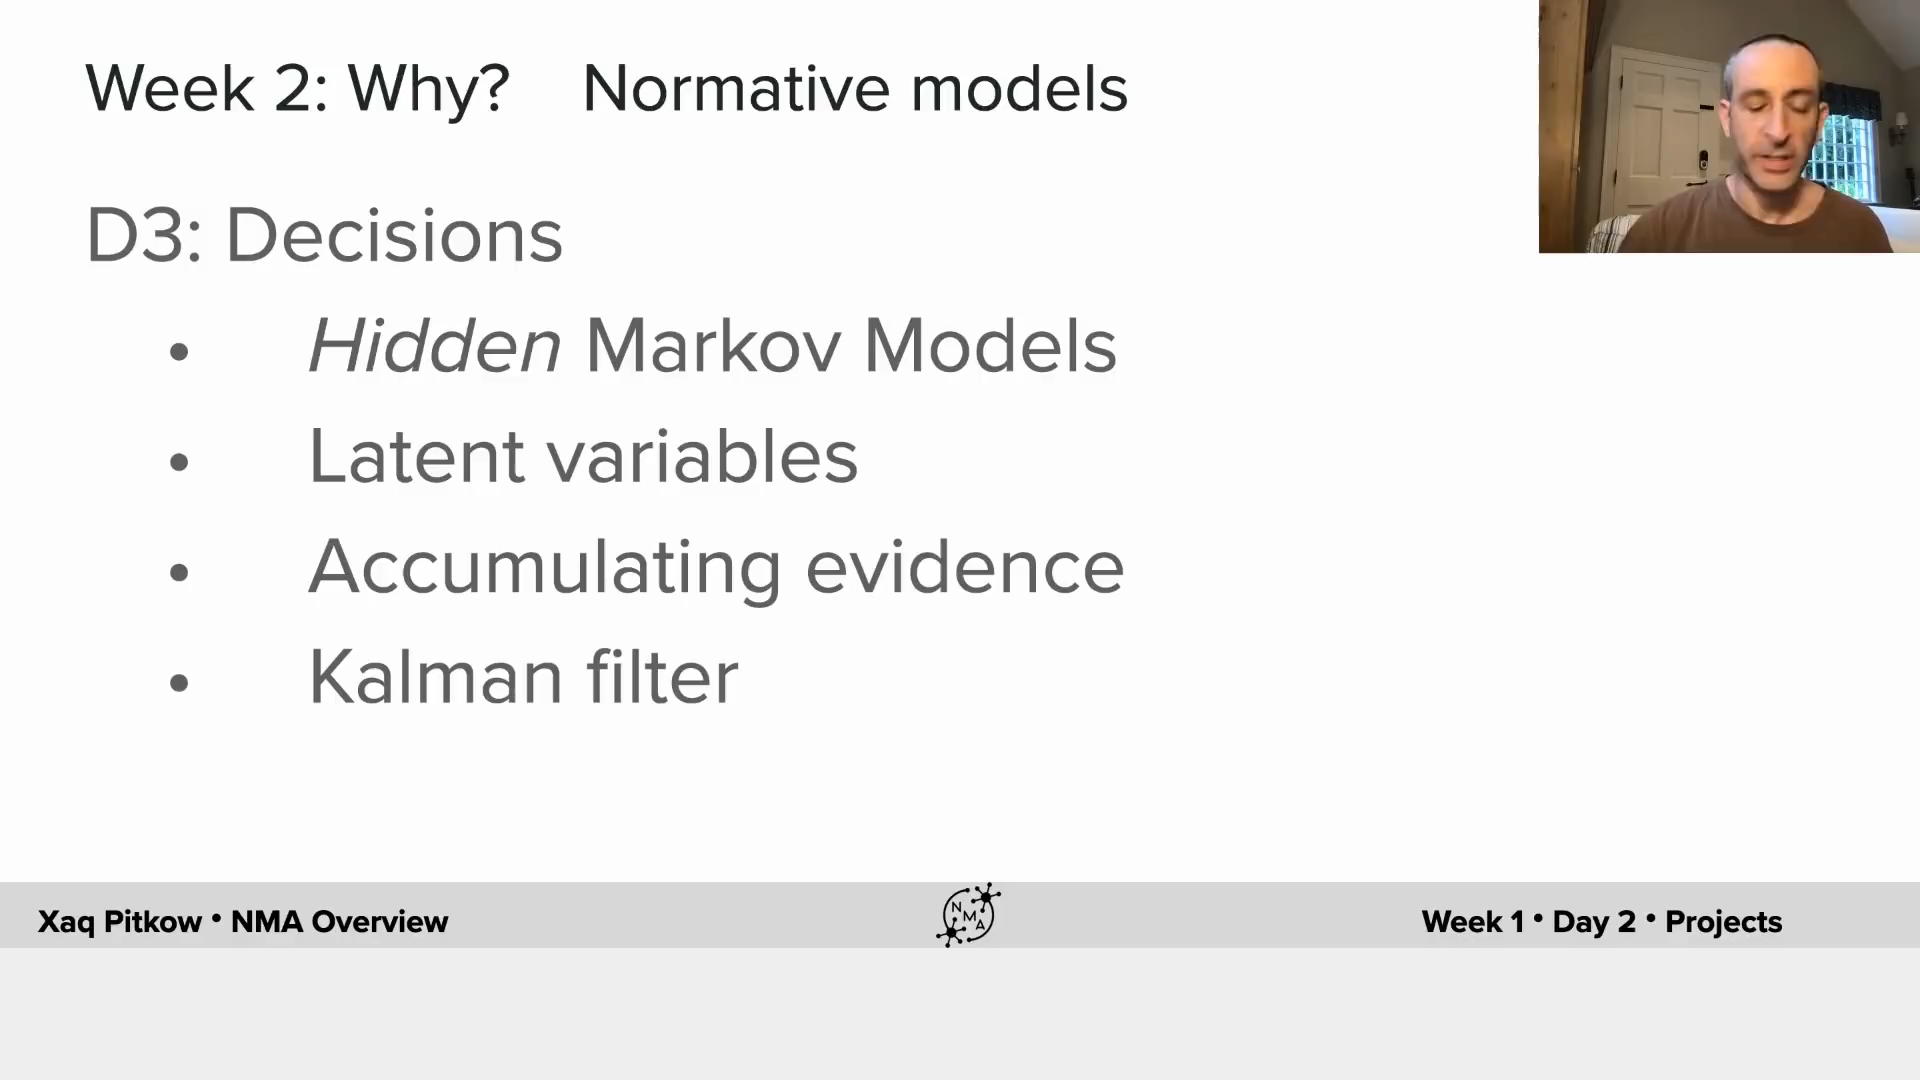 Week 2: Why? Normative models
D3: Decisions
• Hidden Markov Models
• Latent variables
• Accumulating evidence
• Kalman filter
Xaq Pitkow • NMA Overview
NMA
Week 1 • Day 2 • Projects